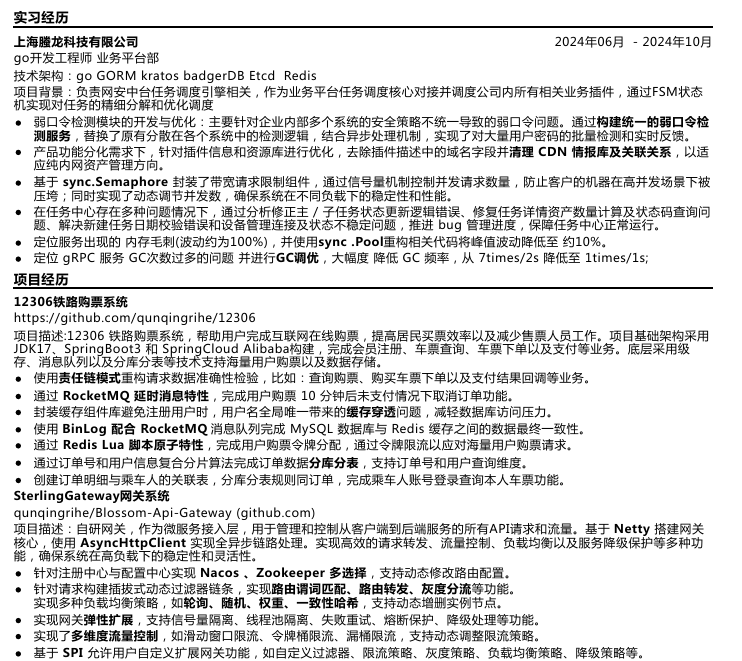 实习经历
上海塍龙科技有限公司 2024年06月 - 2024年10月
go开发工程师 业务平台部
技术架构：go GORM kratos badgerDB Etcd Redis
项目背景：负责网安中台任务调度引擎相关，作为业务平台任务调度核心对接并调度公司内所有相关业务插件，通过FSM状态
机实现对任务的精细分解和优化调度
● 弱口令检测模块的开发与优化：主要针对企业内部多个系统的安全策略不统一导致的弱口令问题。通过构建统一的弱口令检
测服务，替换了原有分散在各个系统中的检测逻辑，结合异步处理机制，实现了对大量用户密码的批量检测和实时反馈。
● 产品功能分化需求下，针对插件信息和资源库进行优化，去除插件描述中的域名字段并清理 CDN 情报库及关联关系，以适
应纯内网资产管理方向。
● 基于 sync.Semaphore 封装了带宽请求限制组件，通过信号量机制控制并发请求数量，防止客户的机器在高并发场景下被
压垮；同时实现了动态调节并发数，确保系统在不同负载下的稳定性和性能。
● 在任务中心存在多种问题情况下，通过分析修正主 / 子任务状态更新逻辑错误、修复任务详情资产数量计算及状态码查询问
题、解决新建任务日期校验错误和设备管理连接及状态不稳定问题，推进 bug 管理进度，保障任务中心正常运行。
● 定位服务出现的 内存毛刺(波动约为100%)，并使用sync .Pool重构相关代码将峰值波动降低至 约10%。
● 定位 gRPC 服务 GC次数过多的问题 并进行GC调优，大幅度 降低 GC 频率，从 7times/2s 降低至 1times/1s;
项目经历
12306铁路购票系统
https://github.com/qunqingrihe/12306
项目描述:12306 铁路购票系统，帮助用户完成互联网在线购票，提高居民买票效率以及减少售票人员工作。项目基础架构采用
JDK17、SpringBoot3 和 SpringCloud Alibaba构建，完成会员注册、车票查询、车票下单以及支付等业务。底层采用级
存、消息队列以及分库分表等技术支持海量用户购票以及数据存储。
● 使用责任链模式重构请求数据准确性检验，比如：查询购票、购买车票下单以及支付结果回调等业务。
● 通过 RocketMQ 延时消息特性，完成用户购票 10 分钟后未支付情况下取消订单功能。
● 封装缓存组件库避免注册用户时，用户名全局唯一带来的缓存穿透问题，减轻数据库访问压力。
● 使用 BinLog 配合 RocketMQ 消息队列完成 MySQL 数据库与 Redis 缓存之间的数据最终一致性。
● 通过 Redis Lua 脚本原子特性，完成用户购票令牌分配，通过令牌限流以应对海量用户购票请求。
● 通过订单号和用户信息复合分片算法完成订单数据分库分表，支持订单号和用户查询维度。
● 创建订单明细与乘车人的关联表，分库分表规则同订单，完成乘车人账号登录查询本人车票功能。
SterlingGateway网关系统
qunqingrihe/Blossom-Api-Gateway (github.com)
项目描述：自研网关，作为微服务接入层，用于管理和控制从客户端到后端服务的所有API请求和流量。基于 Netty 搭建网关
核心，使用 AsyncHttpClient 实现全异步链路处理。实现高效的请求转发、流量控制、负载均衡以及服务降级保护等多种功
能，确保系统在高负载下的稳定性和灵活性。
● 针对注册中心与配置中心实现 Nacos 、Zookeeper 多选择，支持动态修改路由配置。
● 针对请求构建插拔式动态过滤器链条，实现路由谓词匹配、路由转发、灰度分流等功能。
实现多种负载均衡策略，如轮询、随机、权重、一致性哈希，支持动态增删实例节点。
● 实现网关弹性扩展，支持信号量隔离、线程池隔离、失败重试、熔断保护、降级处理等功能。
● 实现了多维度流量控制，如滑动窗口限流、令牌桶限流、漏桶限流，支持动态调整限流策略。
● 基于 SPI 允许用户自定义扩展网关功能，如自定义过滤器、限流策略、灰度策略、负载均衡策略、降级策略等。